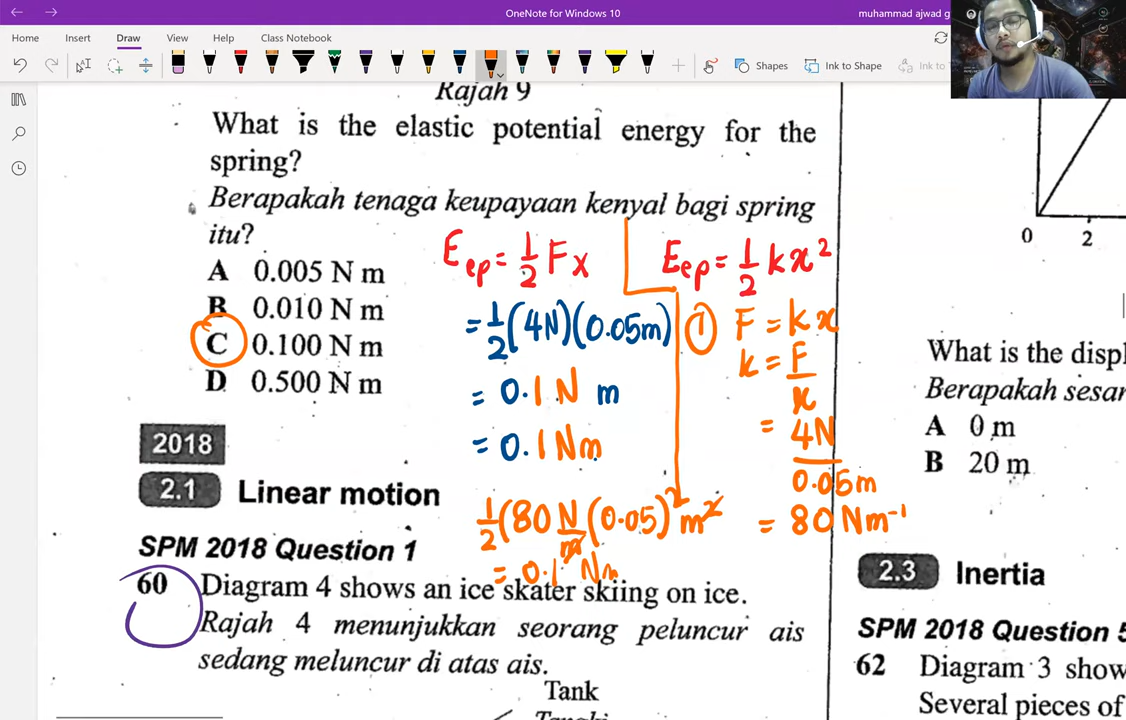 OneNote for Windows 10
muhammad ajwad g
Home Insert Draw View Help Class Notebook
Shapes Ink to Shape Ink to
Rajah 9
What is the elastic potential energy for the
spring?
Berapakah tenaga keupayaan kenyal bagi spring
itu?
A 0.005 N m
B 0.010 N m
C 0.100 N m
D 0.500 N m
Eep = 1/2 Fx
= 1/2 (4N)(0.05m)
= 0.1 N m
= 0.1 Nm
Eep = 1/2 kx²
① F = kx
k = F/x
= 4N/0.05m
= 80 Nm⁻¹
1/2 (80 N/m (0.05)² m²
= 0.1 Nm
2018
2.1 Linear motion
SPM 2018 Question 1
60 Diagram 4 shows an ice skater skiing on ice.
Rajah 4 menunjukkan seorang peluncur ais
sedang meluncur di atas ais.
Tank
0 2
What is the displ
Berapakah sesar
A 0 m
B 20 m
2.3 Inertia
SPM 2018 Question 5
62 Diagram 3 show
Several pieces of